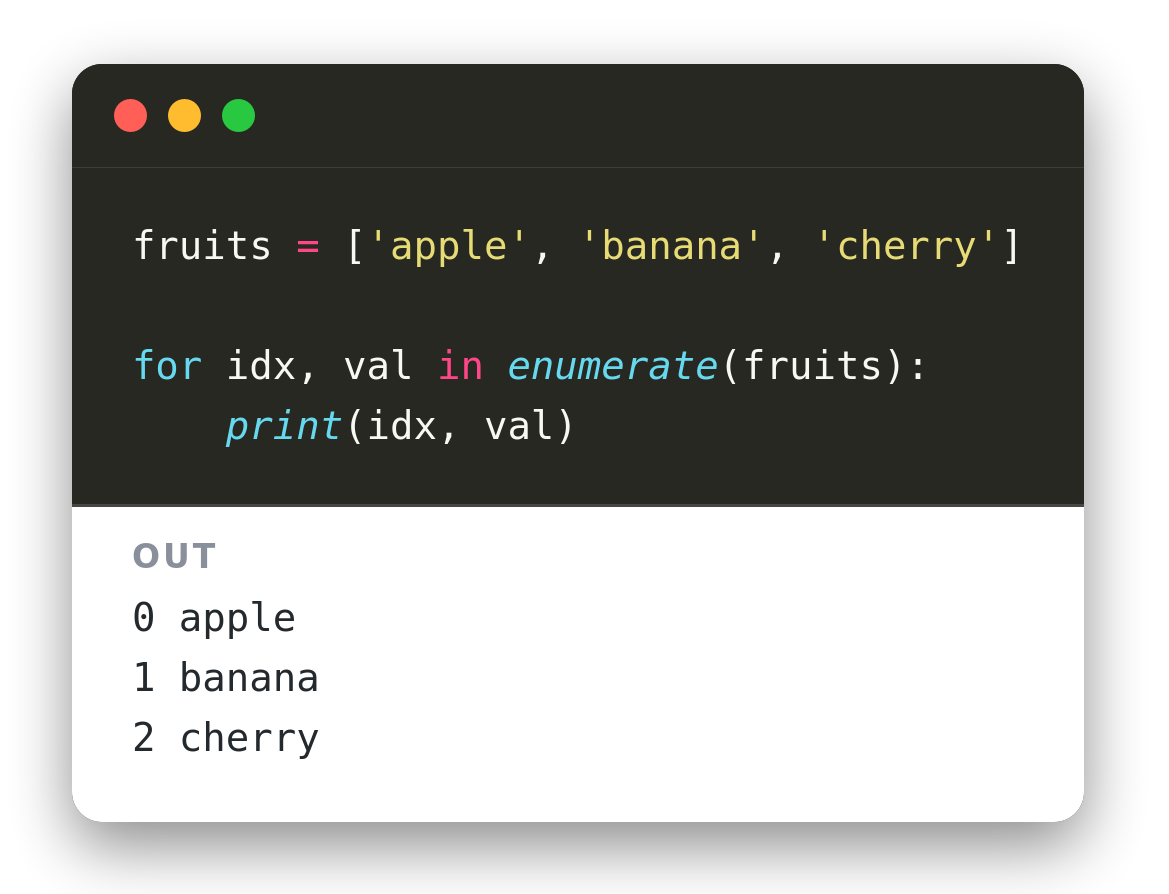 fruits = ['apple', 'banana', 'cherry']

for idx, val in enumerate(fruits):
    print(idx, val)
OUT
0 apple
1 banana
2 cherry